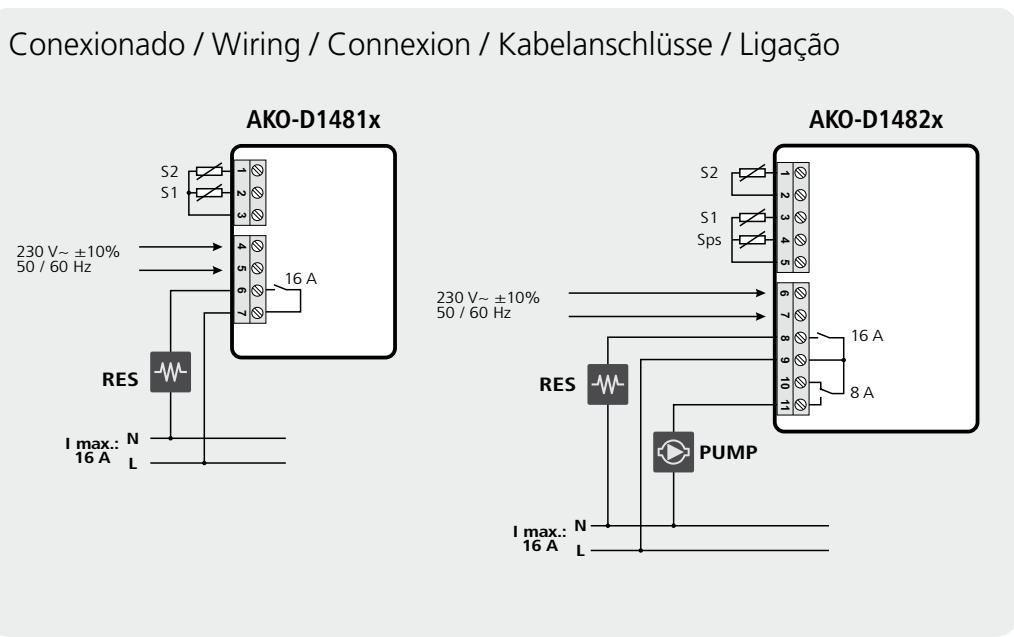 Conexionado / Wiring / Connexion / Kabelanschlüsse / Ligação
AKO-D1481x
S2
S1
1
2
3
230 V~ ±10%
50 / 60 Hz
4
5
6
7
16 A
RES
I max.:
16 A
N
L
AKO-D1482x
S2
S1
Sps
1
2
3
4
5
230 V~ ±10%
50 / 60 Hz
6
7
8
9
10
11
16 A
8 A
RES
PUMP
I max.:
16 A
N
L